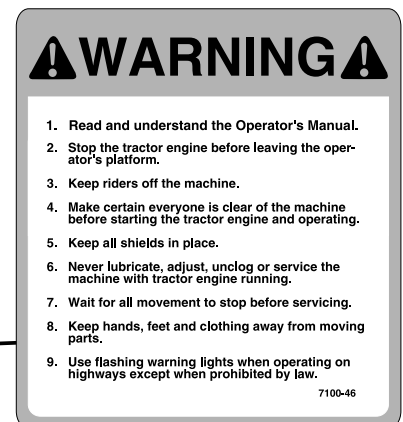 WARNING
1. Read and understand the Operator's Manual.
2. Stop the tractor engine before leaving the oper-
ator's platform.
3. Keep riders off the machine.
4. Make certain everyone is clear of the machine
before starting the tractor engine and operating.
5. Keep all shields in place.
6. Never lubricate, adjust, unclog or service the
machine with tractor engine running.
7. Wait for all movement to stop before servicing.
8. Keep hands, feet and clothing away from moving
parts.
9. Use flashing warning lights when operating on
highways except when prohibited by law.
7100-46